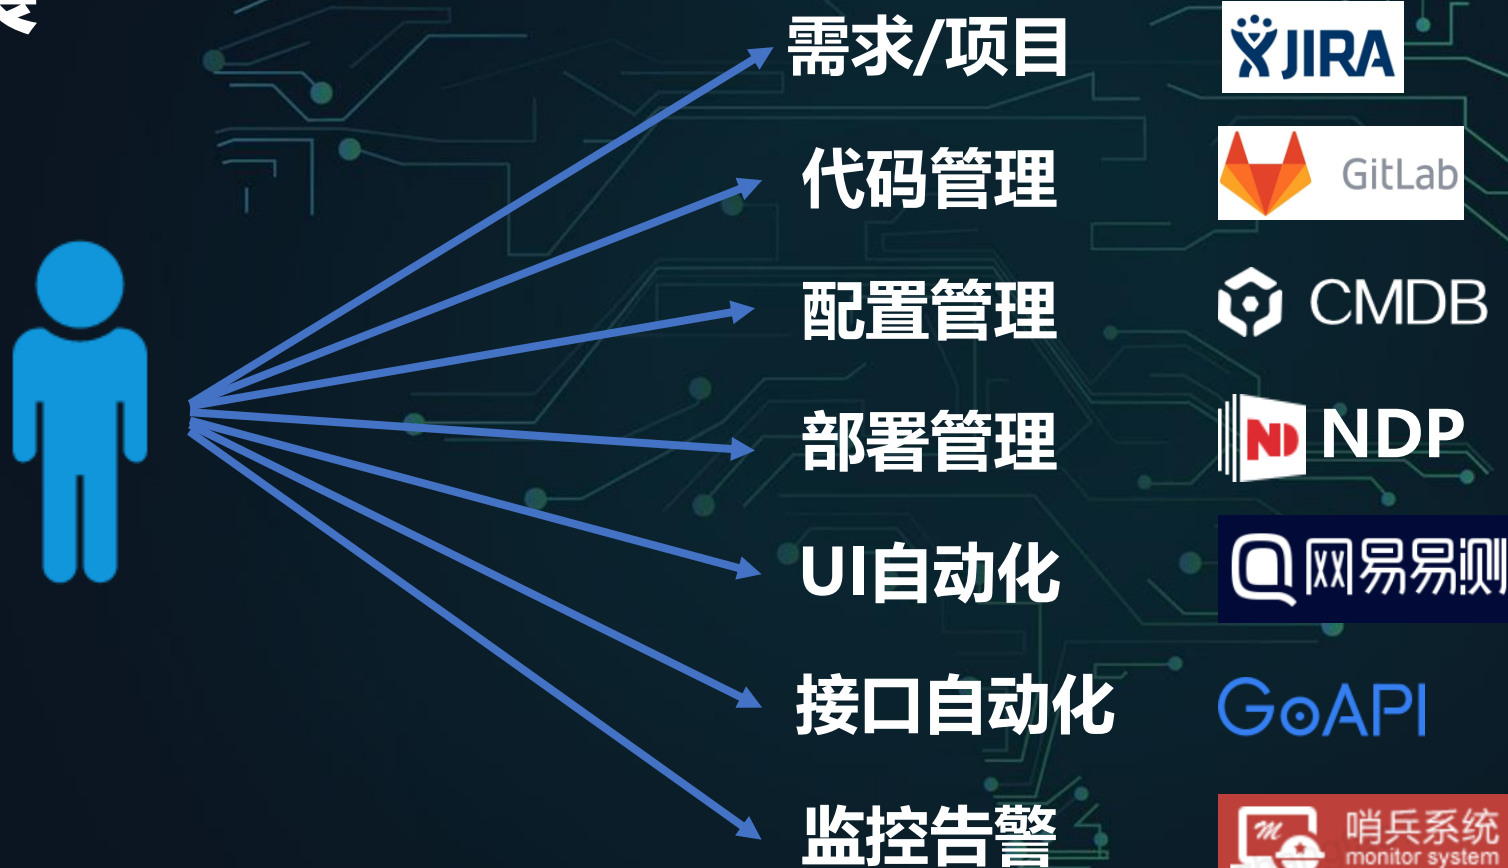 需求/项目
JIRA
代码管理
GitLab
配置管理
CMDB
部署管理
ND NDP
UI自动化
网易易测
接口自动化
GoAPI
监控告警
哨兵系统
monitor system